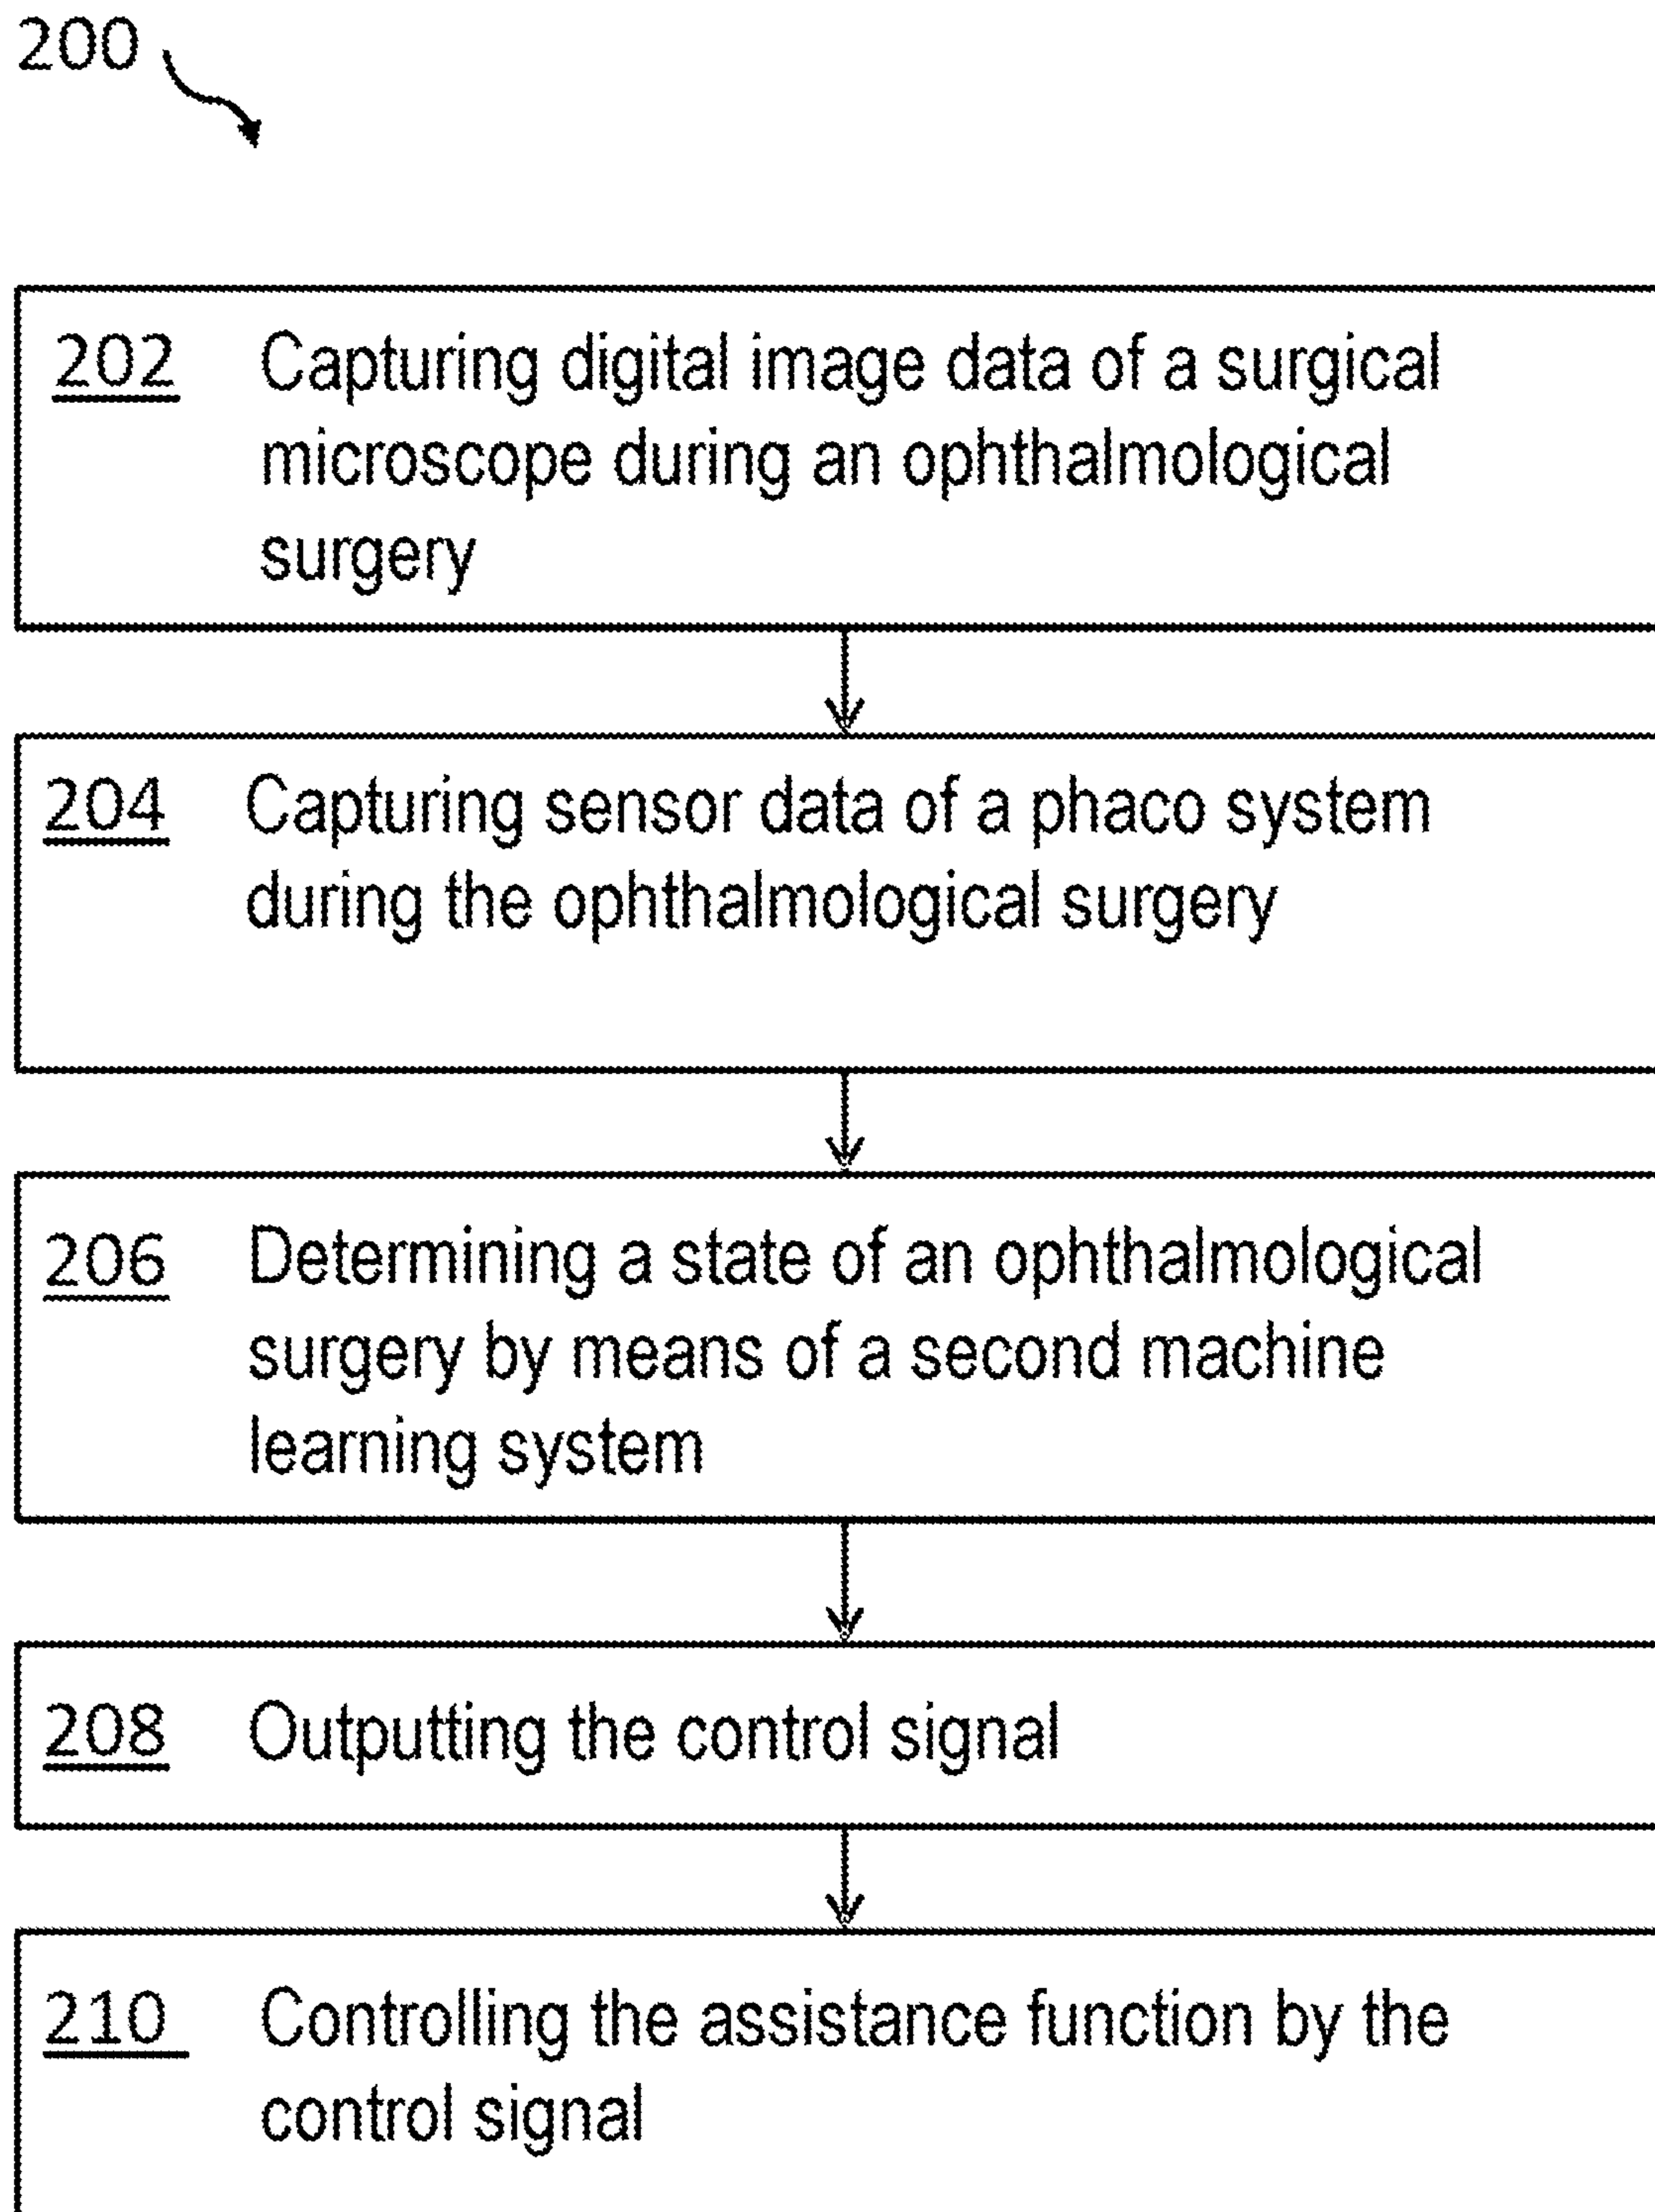 200
202 Capturing digital image data of a surgical
microscope during an ophthalmological
surgery
204 Capturing sensor data of a phaco system
during the ophthalmological surgery
206 Determining a state of an ophthalmological
surgery by means of a second machine
learning system
208 Outputting the control signal
210 Controlling the assistance function by the
control signal